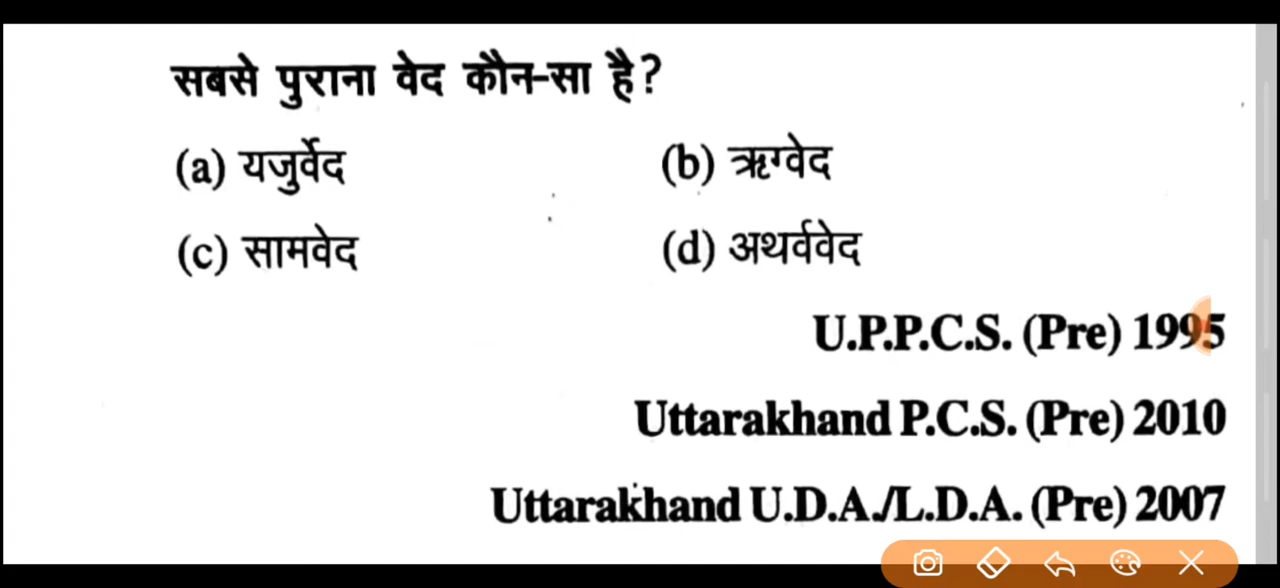 सबसे पुराना वेद कौन-सा है?
(a) यजुर्वेद (b) ऋग्वेद
(c) सामवेद (d) अथर्ववेद
U.P.P.C.S. (Pre) 1995
Uttarakhand P.C.S. (Pre) 2010
Uttarakhand U.D.A./L.D.A. (Pre) 2007